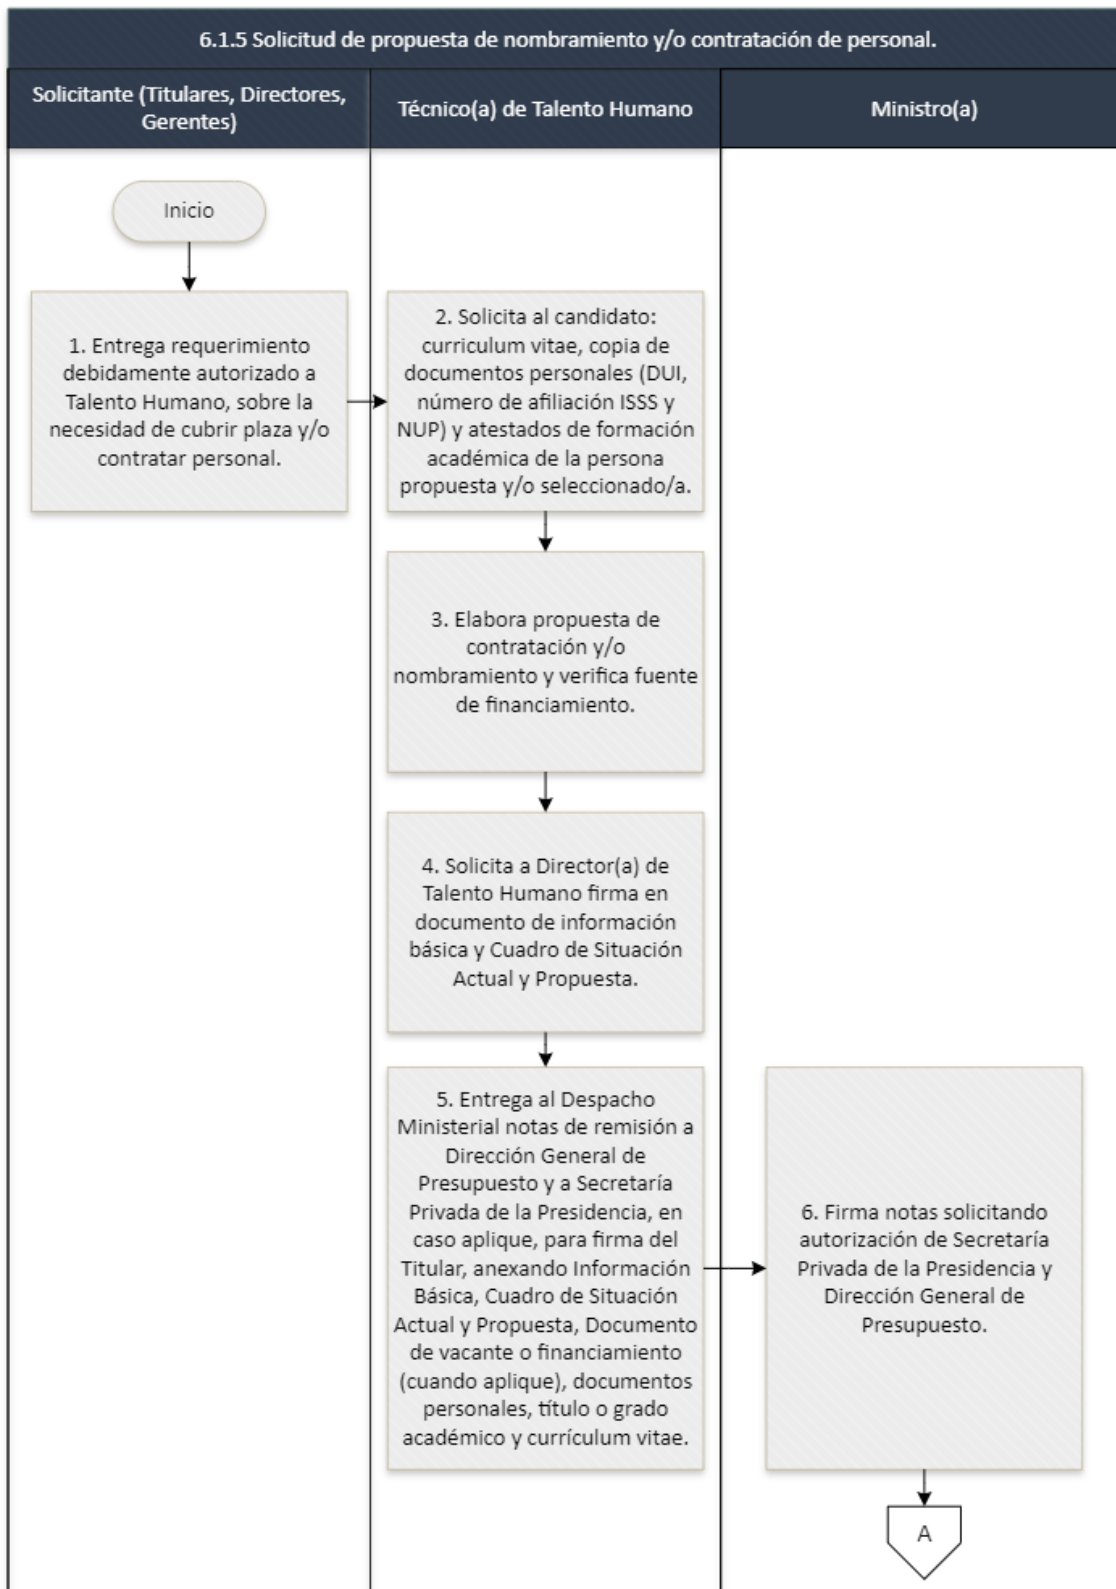 6.1.5 Solicitud de propuesta de nombramiento y/o contratación de personal.
Solicitante (Titulares, Directores,
Gerentes)
Técnico(a) de Talento Humano
Ministro(a)
Inicio
1. Entrega requerimiento
debidamente autorizado a
Talento Humano, sobre la
necesidad de cubrir plaza y/o
contratar personal.
2. Solicita al candidato:
curriculum vitae, copia de
documentos personales (DUI,
número de afiliación ISSS y
NUP) y atestados de formación
académica de la persona
propuesta y/o seleccionado/a.
3. Elabora propuesta de
contratación y/o
nombramiento y verifica fuente
de financiamiento.
4. Solicita a Director(a) de
Talento Humano firma en
documento de información
básica y Cuadro de Situación
Actual y Propuesta.
5. Entrega al Despacho
Ministerial notas de remisión a
Dirección General de
Presupuesto y a Secretaría
Privada de la Presidencia, en
caso aplique, para firma del
Titular, anexando Información
Básica, Cuadro de Situación
Actual y Propuesta, Documento
de vacante o financiamiento
(cuando aplique), documentos
personales, título o grado
académico y currículum vitae.
6. Firma notas solicitando
autorización de Secretaría
Privada de la Presidencia y
Dirección General de
Presupuesto.
A